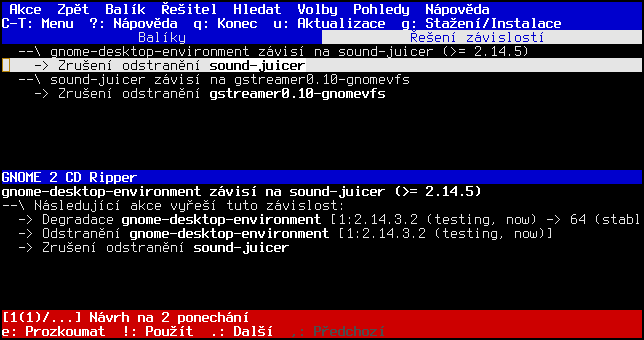 Akce  Zpět  Balík  Řešitel  Hledat  Volby  Pohledy  Nápověda
C-T: Menu  ?: Nápověda  q: Konec  u: Aktualizace  g: Stažení/Instalace
Balíky Řešení závislostí
--\ gnome-desktop-environment závisí na sound-juicer (>= 2.14.5)
-> Zrušení odstranění sound-juicer
--\ sound-juicer závisí na gstreamer0.10-gnomevfs
-> Zrušení odstranění gstreamer0.10-gnomevfs
GNOME 2 CD Ripper
gnome-desktop-environment závisí na sound-juicer (>= 2.14.5)
--\ Následující akce vyřeší tuto závislost:
-> Degradace gnome-desktop-environment [1:2.14.3.2 (testing, now) -> 64 (stabl
-> Odstranění gnome-desktop-environment [1:2.14.3.2 (testing, now)]
-> Zrušení odstranění sound-juicer
[1(1)/...] Návrh na 2 ponechání
e: Prozkoumat  !: Použít  .: Další  ,: Předchozí